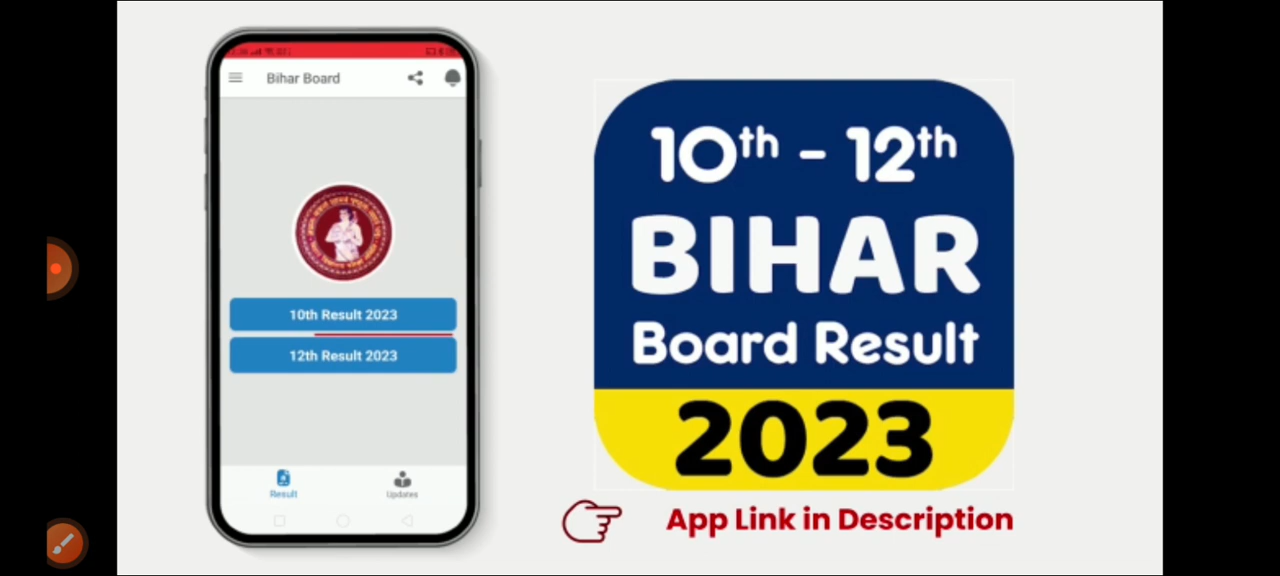 Bihar Board
10th Result 2023
12th Result 2023
Result
Updates
10th - 12th
BIHAR
Board Result
2023
App Link in Description